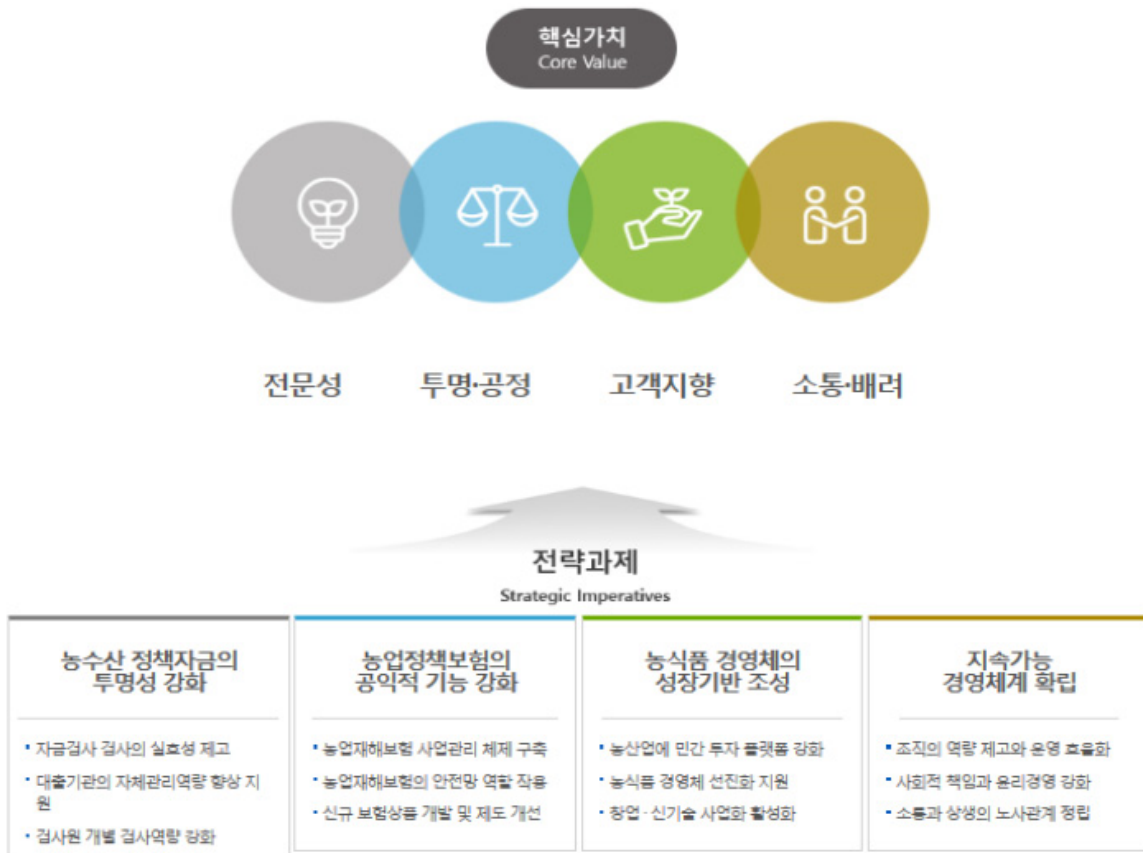 핵심가치
Core Value
전문성
투명·공정
고객지향
소통·배려
전략과제
Strategic Imperatives
농수산 정책자금의
투명성 강화
자금검사 검사의 실효성 제고
대출기관의 자체관리역량 향상 지
원
검사원 개별 검사역량 강화
농업정책보험의
공익적 기능 강화
농업재해보험 사업관리 체제 구축
농업재해보험의 안전망 역할 작용
신규 보험상품 개발 및 제도 개선
농식품 경영체의
성장기반 조성
농산업에 민간 투자 플랫폼 강화
농식품 경영체 선진화 지원
창업·신기술 사업화 활성화
지속가능
경영체계 확립
조직의 역량 제고와 운영 효율화
사회적 책임과 윤리경영 강화
소통과 상생의 노사관계 정립